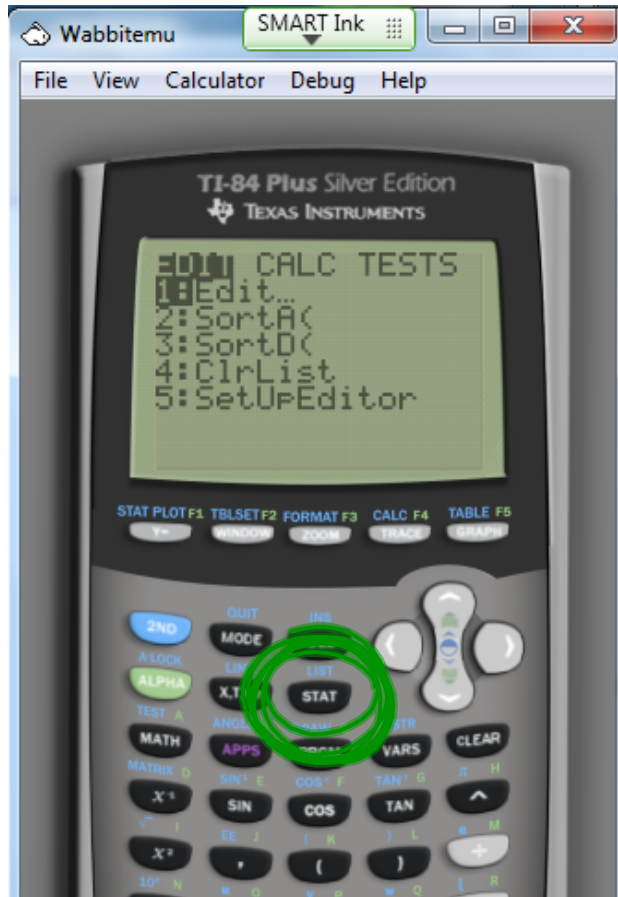 Wabbitemu
SMART Ink
File View Calculator Debug Help
TI-84 Plus Silver Edition
TEXAS INSTRUMENTS
EDIT CALC TESTS
1:Edit…
2:SortA(
3:SortD(
4:ClrList
5:SetUpEditor
STAT PLOT F1 TBLSET F2 FORMAT F3 CALC F4 TABLE F5
Y= WINDOW ZOOM TRACE GRAPH
QUIT INS
2ND MODE
A-LOCK LIST
ALPHA STAT
TEST A
MATH APPS VARS CLEAR
MATRIX D SIN⁻¹ E COS⁻¹ F TAN⁻¹ G π H
X⁻¹ SIN COS TAN ^
√ I EE J { K } L e M
X² , ( ) ÷
10ˣ N